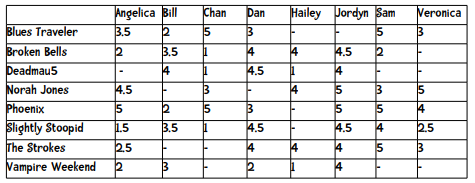 Angelica Bill Chan Dan Hailey Jordyn Sam Veronica
Blues Traveler 3.5 2 5 3 - - 5 3
Broken Bells 2 3.5 1 4 4 4.5 2 -
Deadmau5 - 4 1 4.5 1 4 - -
Norah Jones 4.5 - 3 - 4 5 3 5
Phoenix 5 2 5 3 - 5 5 4
Slightly Stoopid 1.5 3.5 1 4.5 - 4.5 4 2.5
The Strokes 2.5 - - 4 4 4 5 3
Vampire Weekend 2 3 - 2 1 4 - -